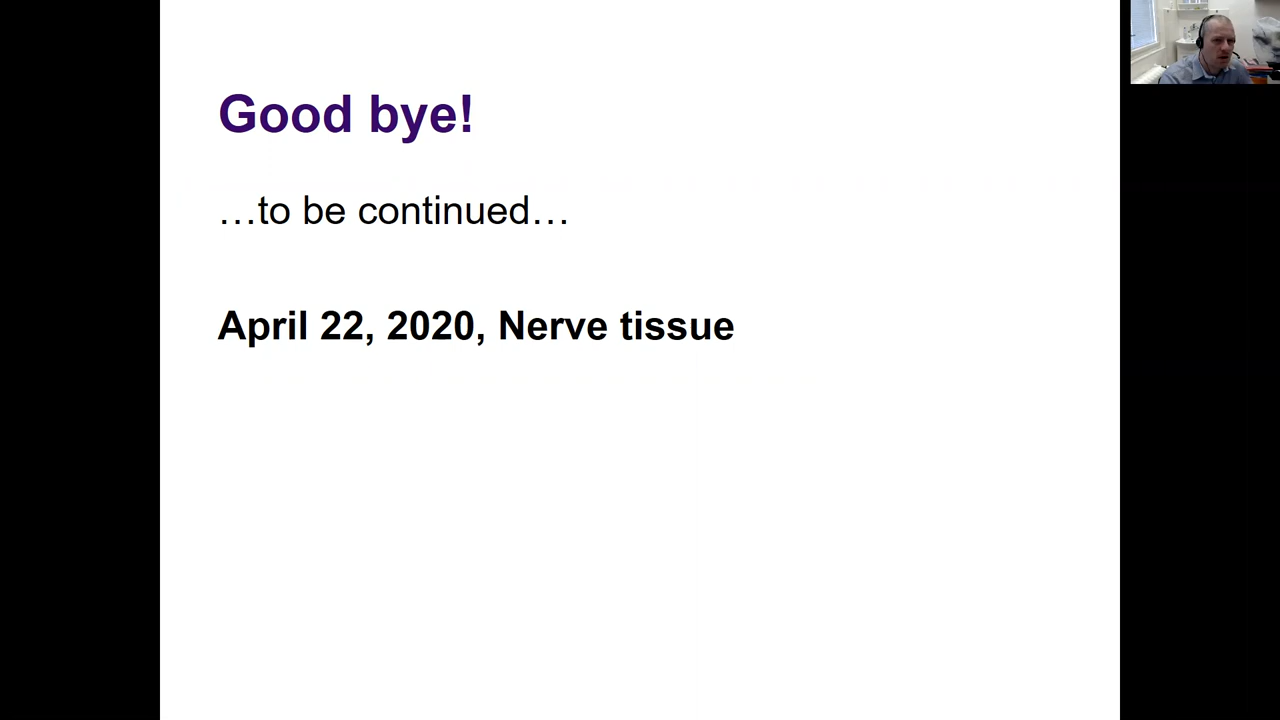 Good bye!
…to be continued…
April 22, 2020, Nerve tissue